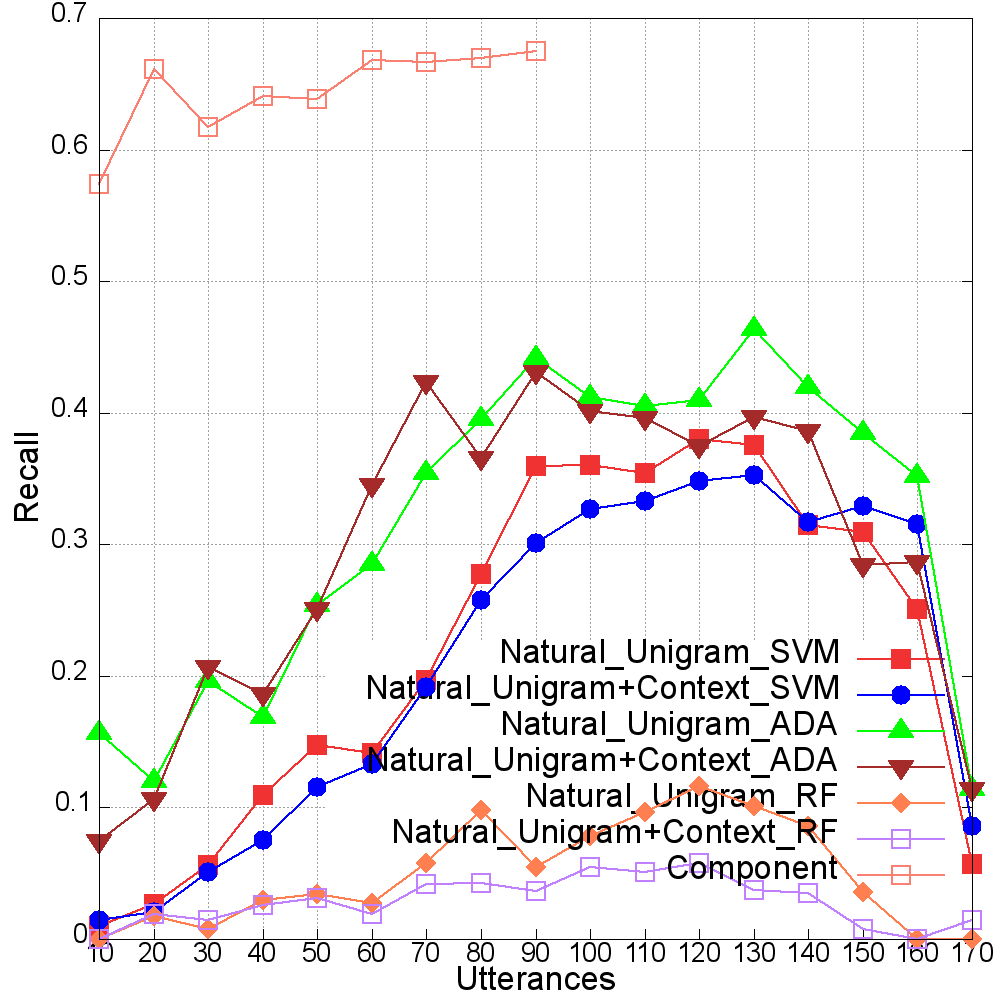 0.7
0.6
0.5
0.4
0.3
0.2
0.1
0
Recall
Natural_Unigram_SVM
Natural_Unigram+Context_SVM
Natural_Unigram_ADA
Natural_Unigram+Context_ADA
Natural_Unigram_RF
Natural_Unigram+Context_RF
Component
10 20 30 40 50 60 70 80 90 100 110 120 130 140 150 160 170
Utterances